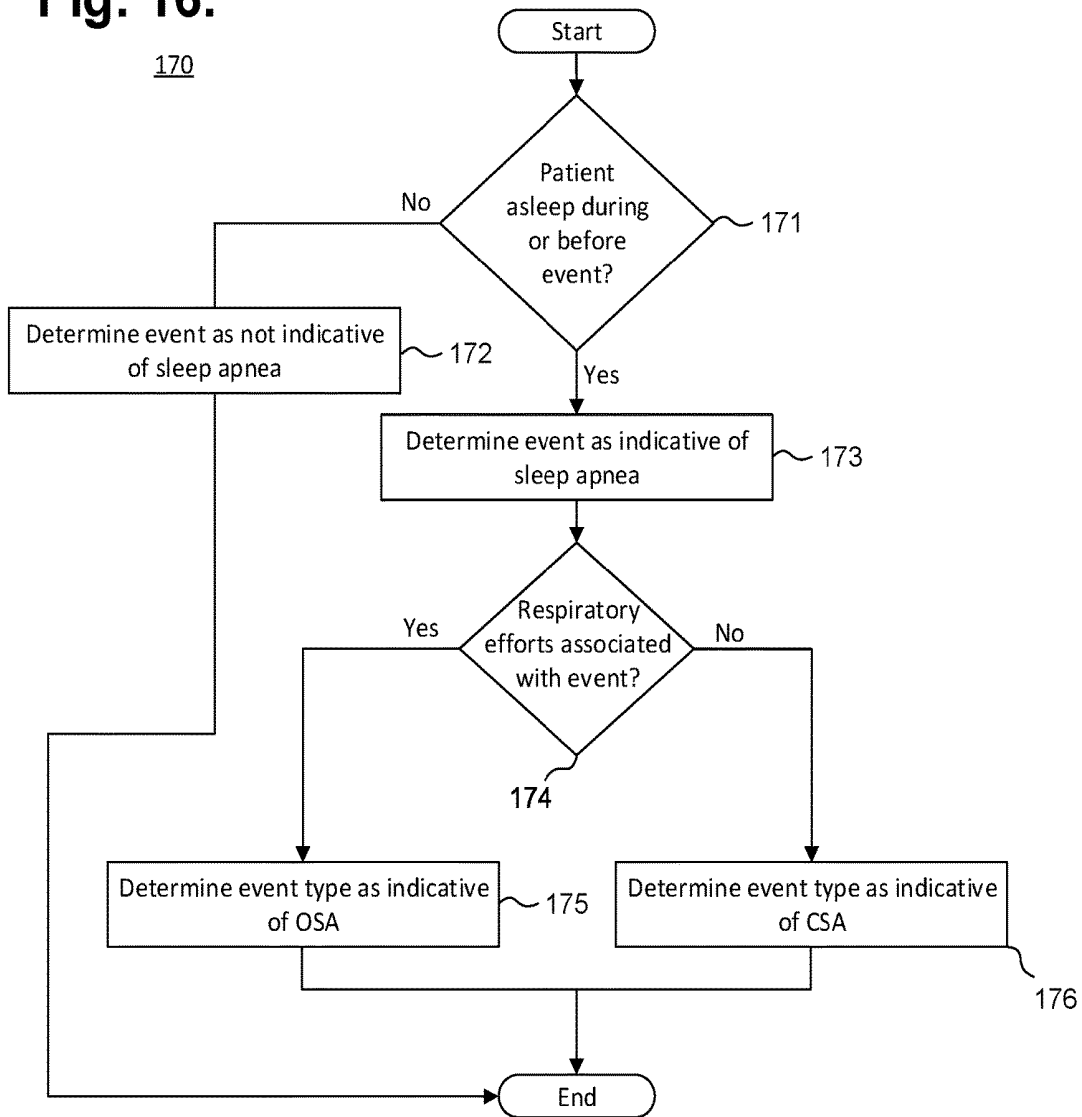 Fig. 16.
170
Start
Patient
asleep during
or before
event?
171
No
Yes
Determine event as not indicative
of sleep apnea
172
Determine event as indicative of
sleep apnea
173
Respiratory
efforts associated
with event?
Yes
No
174
Determine event type as indicative
of OSA
175
Determine event type as indicative
of CSA
176
End